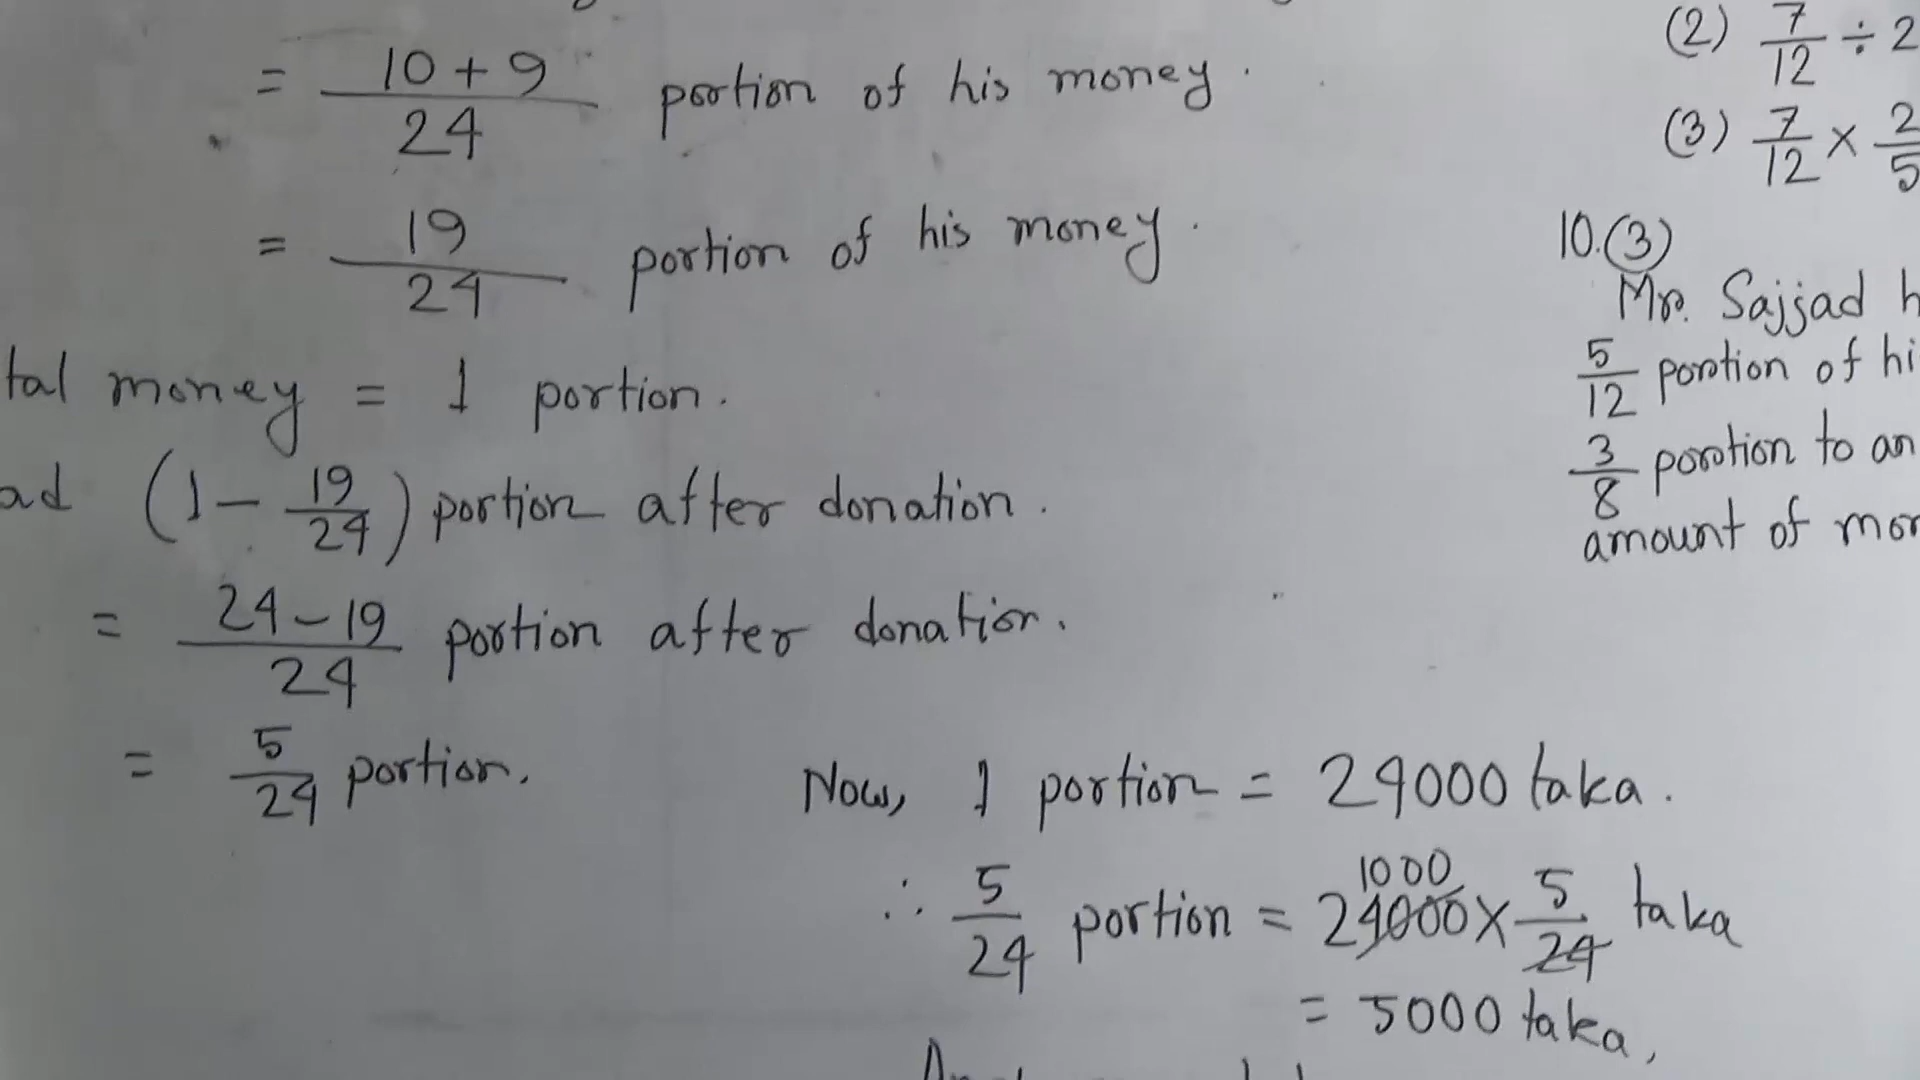 = 10 + 9 / 24 portion of his money.
= 19 / 24 portion of his money.
tal money = 1 portion.
ad (1 - 19/24) portion after donation.
= 24 - 19 / 24 portion after donation.
= 5/24 portion.
Now, 1 portion = 24000 taka.
∴ 5/24 portion = 24000 × 5/24 taka
1000
= 5000 taka,
(2) 7/12 ÷ 2
(3) 7/12 × 2/5
10.(3)
Mr. Sajjad h
5/12 portion of hi
3/8 portion to an
amount of mor